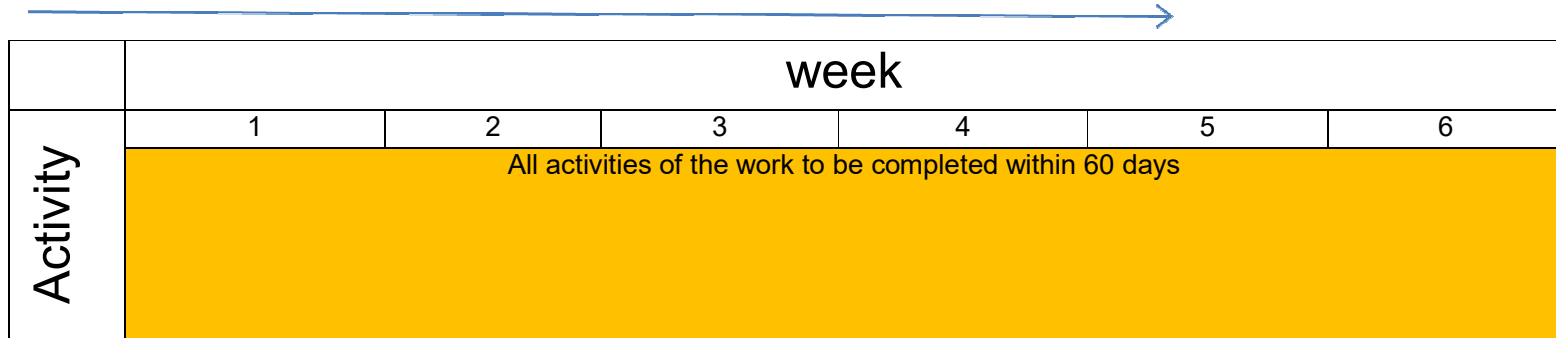 week
1 2 3 4 5 6
Activity
All activities of the work to be completed within 60 days